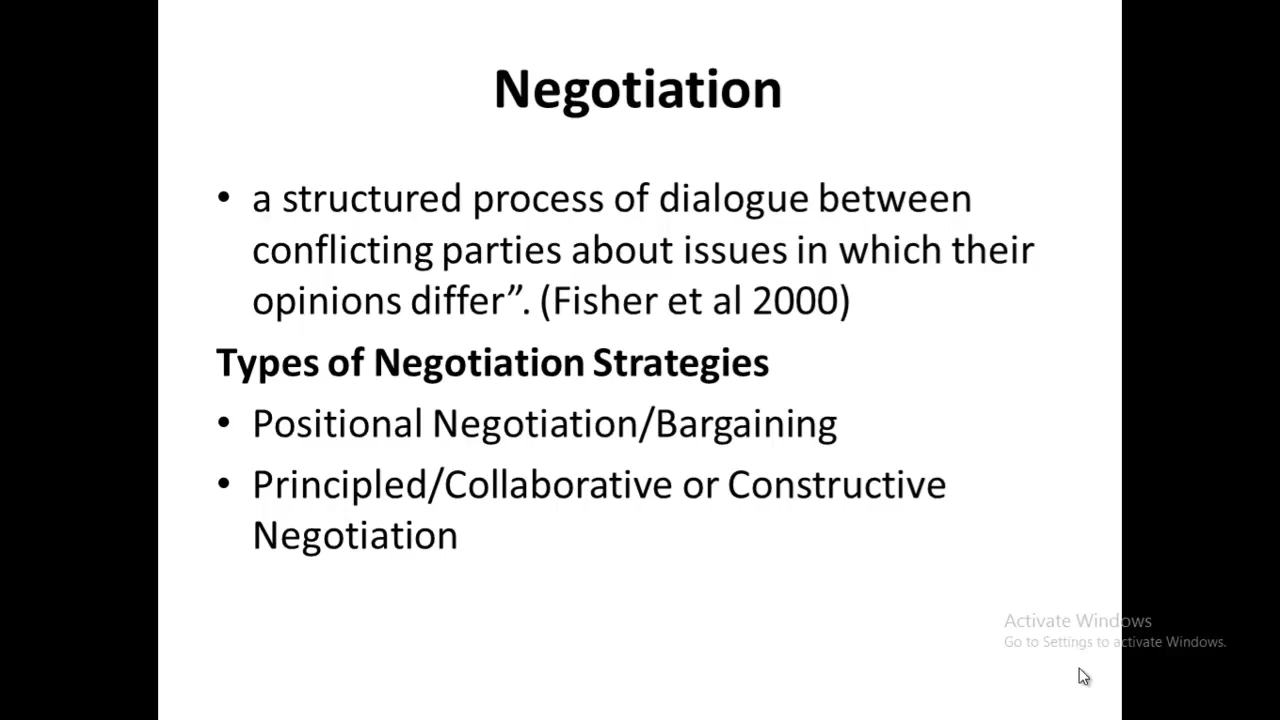 Negotiation
• a structured process of dialogue between
conflicting parties about issues in which their
opinions differ”. (Fisher et al 2000)
Types of Negotiation Strategies
• Positional Negotiation/Bargaining
• Principled/Collaborative or Constructive
Negotiation
Activate Windows
Go to Settings to activate Windows.